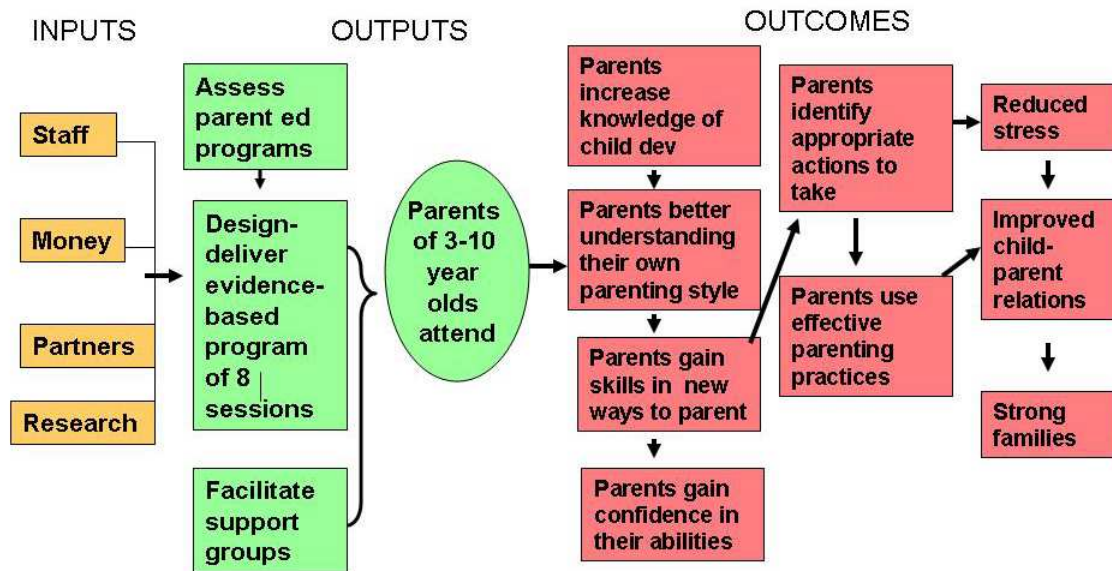 INPUTS
OUTPUTS
OUTCOMES
Staff
Money
Partners
Research
Assess
parent ed
programs
Design-
deliver
evidence-
based
program
of 8
sessions
Facilitate
support
groups
Parents
of 3-10
year
olds
attend
Parents
increase
knowledge of
child dev
Parents better
understanding
their own
parenting style
Parents gain
skills in new
ways to parent
Parents gain
confidence in
their abilities
Parents
identify
appropriate
actions to
take
Parents use
effective
parenting
practices
Reduced
stress
Improved
child-
parent
relations
Strong
families